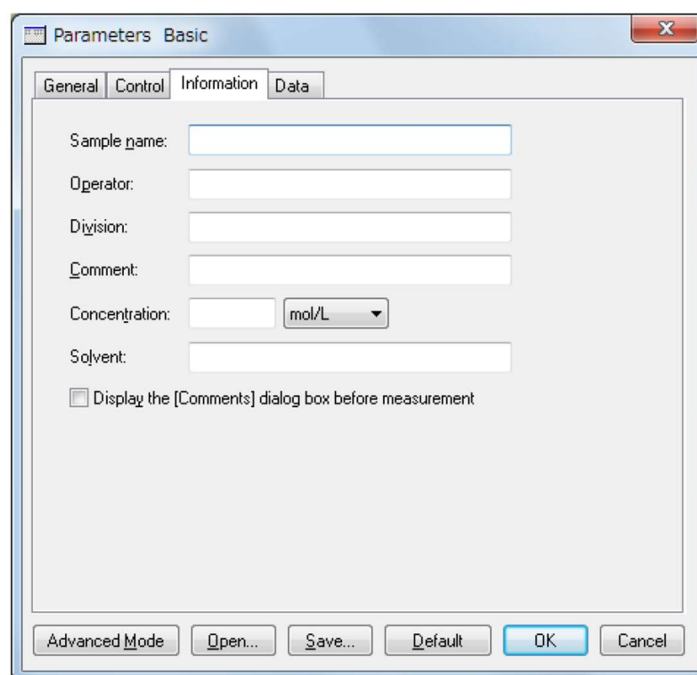 Parameters Basic
General Control Information Data
Sample name:
Operator:
Division:
Comment:
Concentration: mol/L
Solvent:
Display the [Comments] dialog box before measurement
Advanced Mode Open... Save... Default OK Cancel